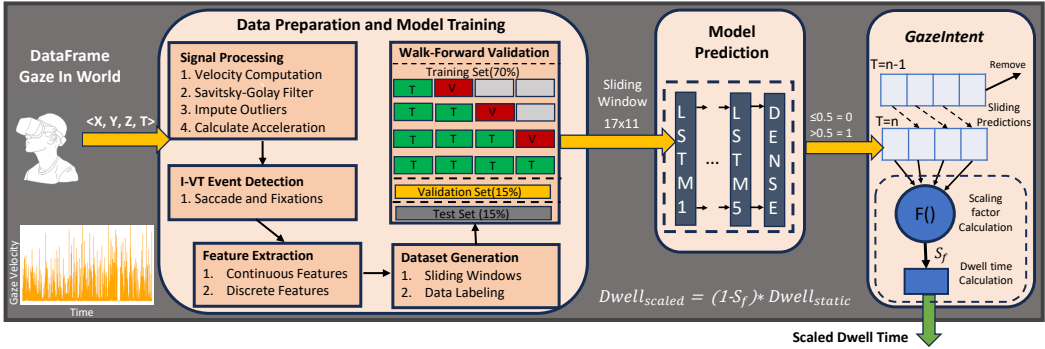 DataFrame
Gaze In World
<X, Y, Z, T>
Gaze Velocity
Time
Data Preparation and Model Training
Signal Processing
1. Velocity Computation
2. Savitsky-Golay Filter
3. Impute Outliers
4. Calculate Acceleration
I-VT Event Detection
1. Saccade and Fixations
Feature Extraction
1. Continuous Features
2. Discrete Features
Dataset Generation
1. Sliding Windows
2. Data Labeling
Walk-Forward Validation
Training Set(70%)
T V
T T V
T T T V
T T T T
Validation Set(15%)
Test Set (15%)
Sliding
Window
17x11
Model
Prediction
LSTM1
...
LSTM5
DENSE
≤0.5 = 0
>0.5 = 1
GazeIntent
T=n-1
Remove
Sliding
Predictions
T=n
F()
Scaling
factor
Calculation
S_f
Dwell time
Calculation
Dwell_scaled = (1-S_f)* Dwell_static
Scaled Dwell Time